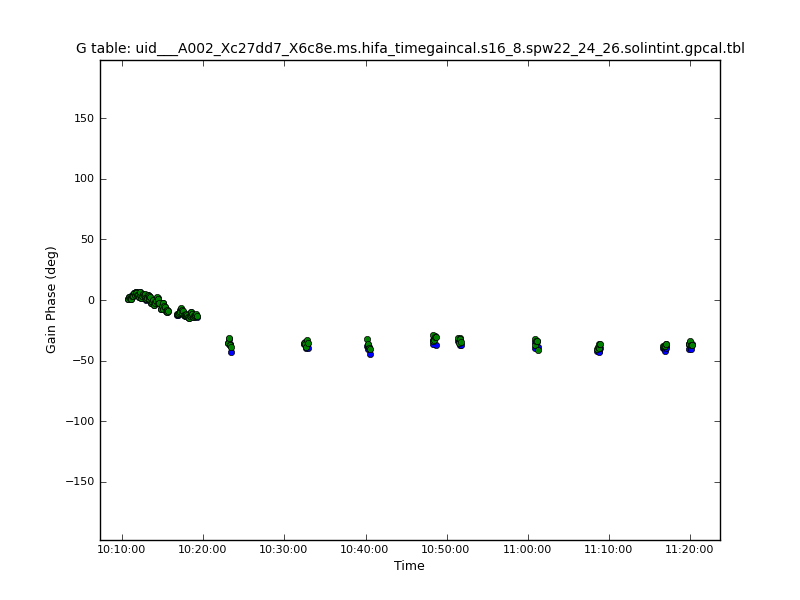 G table: uid___A002_Xc27dd7_X6c8e.ms.hifa_timegaincal.s16_8.spw22_24_26.solintint.gpcal.tbl
150
100
50
0
−50
−100
−150
Gain Phase (deg)
10:10:00 10:20:00 10:30:00 10:40:00 10:50:00 11:00:00 11:10:00 11:20:00
Time